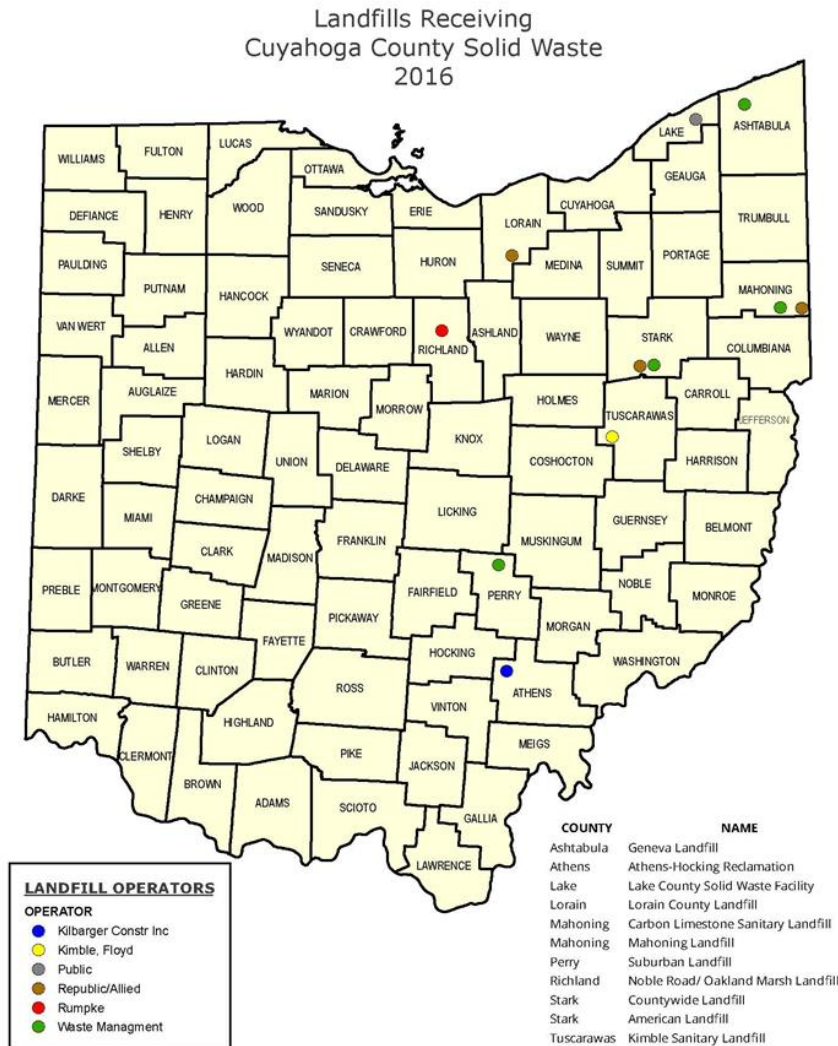 Landfills Receiving
Cuyahoga County Solid Waste
2016
WILLIAMS
FULTON
LUCAS
OTTAWA
LAKE
ASHTABULA
GEAUGA
DEFIANCE
HENRY
WOOD
SANDUSKY
ERIE
LORAIN
CUYAHOGA
TRUMBULL
PAULDING
PUTNAM
HANCOCK
SENECA
HURON
MEDINA
SUMMIT
PORTAGE
MAHONING
VAN WERT
ALLEN
WYANDOT
CRAWFORD
RICHLAND
ASHLAND
WAYNE
STARK
COLUMBIANA
MERCER
AUGLAIZE
HARDIN
MARION
MORROW
HOLMES
TUSCARAWAS
CARROLL
JEFFERSON
SHELBY
LOGAN
UNION
DELAWARE
KNOX
COSHOCTON
HARRISON
DARKE
MIAMI
CHAMPAIGN
LICKING
GUERNSEY
BELMONT
CLARK
MADISON
FRANKLIN
MUSKINGUM
PREBLE
MONTGOMERY
GREENE
FAYETTE
PICKAWAY
FAIRFIELD
PERRY
MORGAN
NOBLE
MONROE
BUTLER
WARREN
CLINTON
ROSS
HOCKING
ATHENS
WASHINGTON
HAMILTON
CLERMONT
BROWN
HIGHLAND
PIKE
VINTON
MEIGS
ADAMS
SCIOTO
JACKSON
GALLIA
LAWRENCE
COUNTY NAME
Ashtabula Geneva Landfill
Athens Athens-Hocking Reclamation
Lake Lake County Solid Waste Facility
Lorain Lorain County Landfill
Mahoning Carbon Limestone Sanitary Landfill
Mahoning Mahoning Landfill
Perry Suburban Landfill
Richland Noble Road/ Oakland Marsh Landfill
Stark Countywide Landfill
Stark American Landfill
Tuscarawas Kimble Sanitary Landfill
LANDFILL OPERATORS
OPERATOR
Kilbarger Constr Inc
Kimble, Floyd
Public
Republic/Allied
Rumpke
Waste Managment